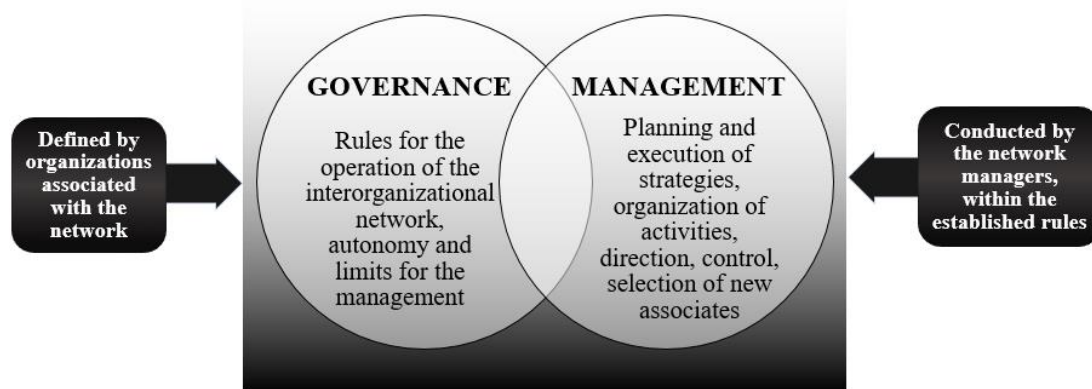 Defined by
organizations
associated
with the
network
GOVERNANCE
Rules for the
operation of the
interorganizational
network,
autonomy and
limits for the
management
MANAGEMENT
Planning and
execution of
strategies,
organization of
activities,
direction, control,
selection of new
associates
Conducted by
the network
managers,
within the
established rules